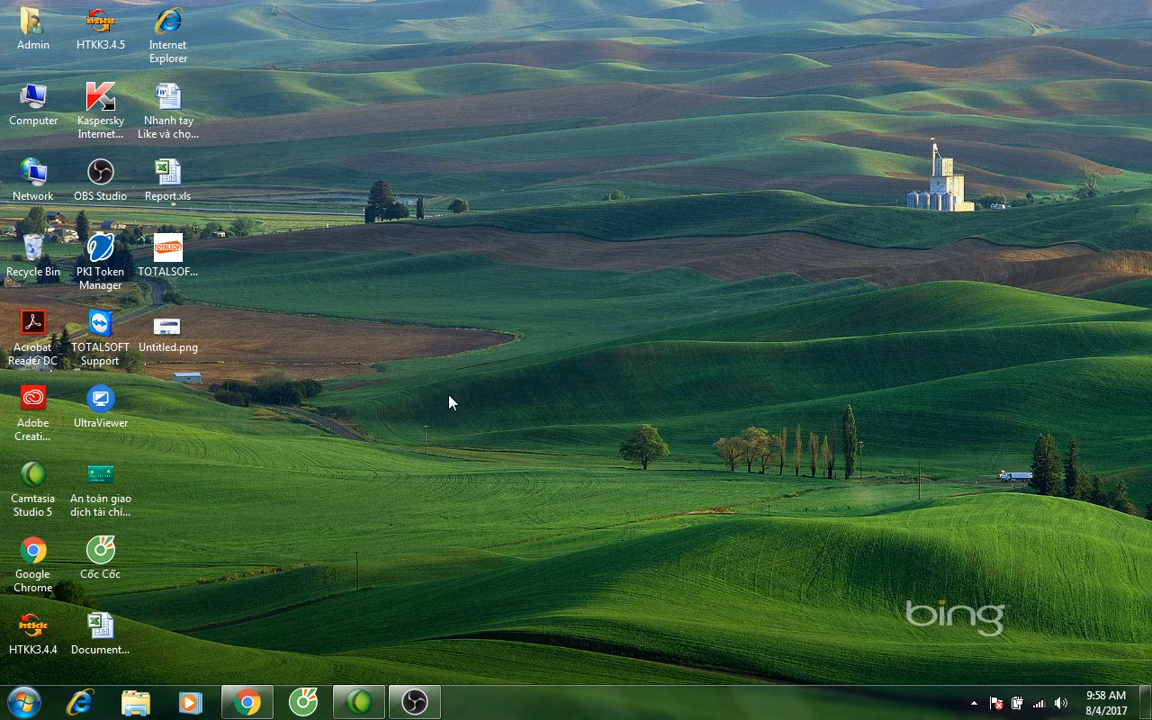 Admin
HTKK3.4.5
Internet
Explorer
Computer
Kaspersky
Internet...
Nhanh tay
Like và chọ...
Network
OBS Studio
Report.xls
Recycle Bin
PKI Token
Manager
TOTALSOFT
TOTALSOF...
Acrobat
Reader DC
TOTALSOFT
Support
Untitled.png
Adobe
Creati...
UltraViewer
Camtasia
Studio 5
An toàn giao
dịch tài chí...
Google
Chrome
Cốc Cốc
HTKK3.4.4
Document...
bing
9:58 AM
8/4/2017